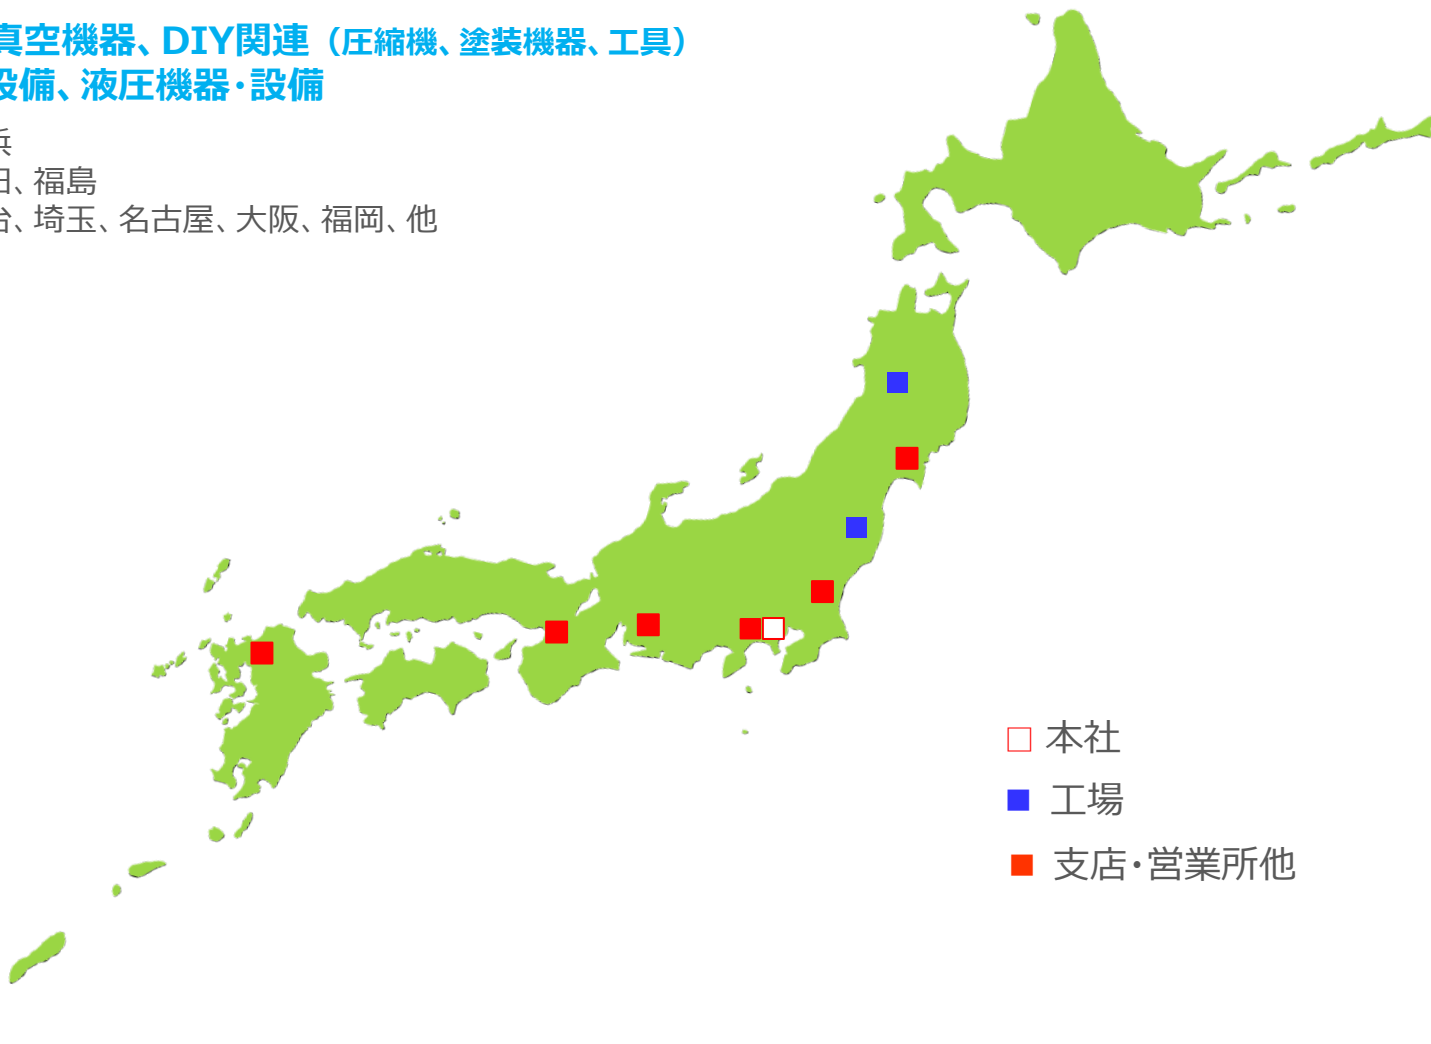 真空機器、DIY関連（圧縮機、塗装機器、工具）
設備、液圧機器・設備
浜
田、福島
台、埼玉、名古屋、大阪、福岡、他
本社
工場
支店・営業所他